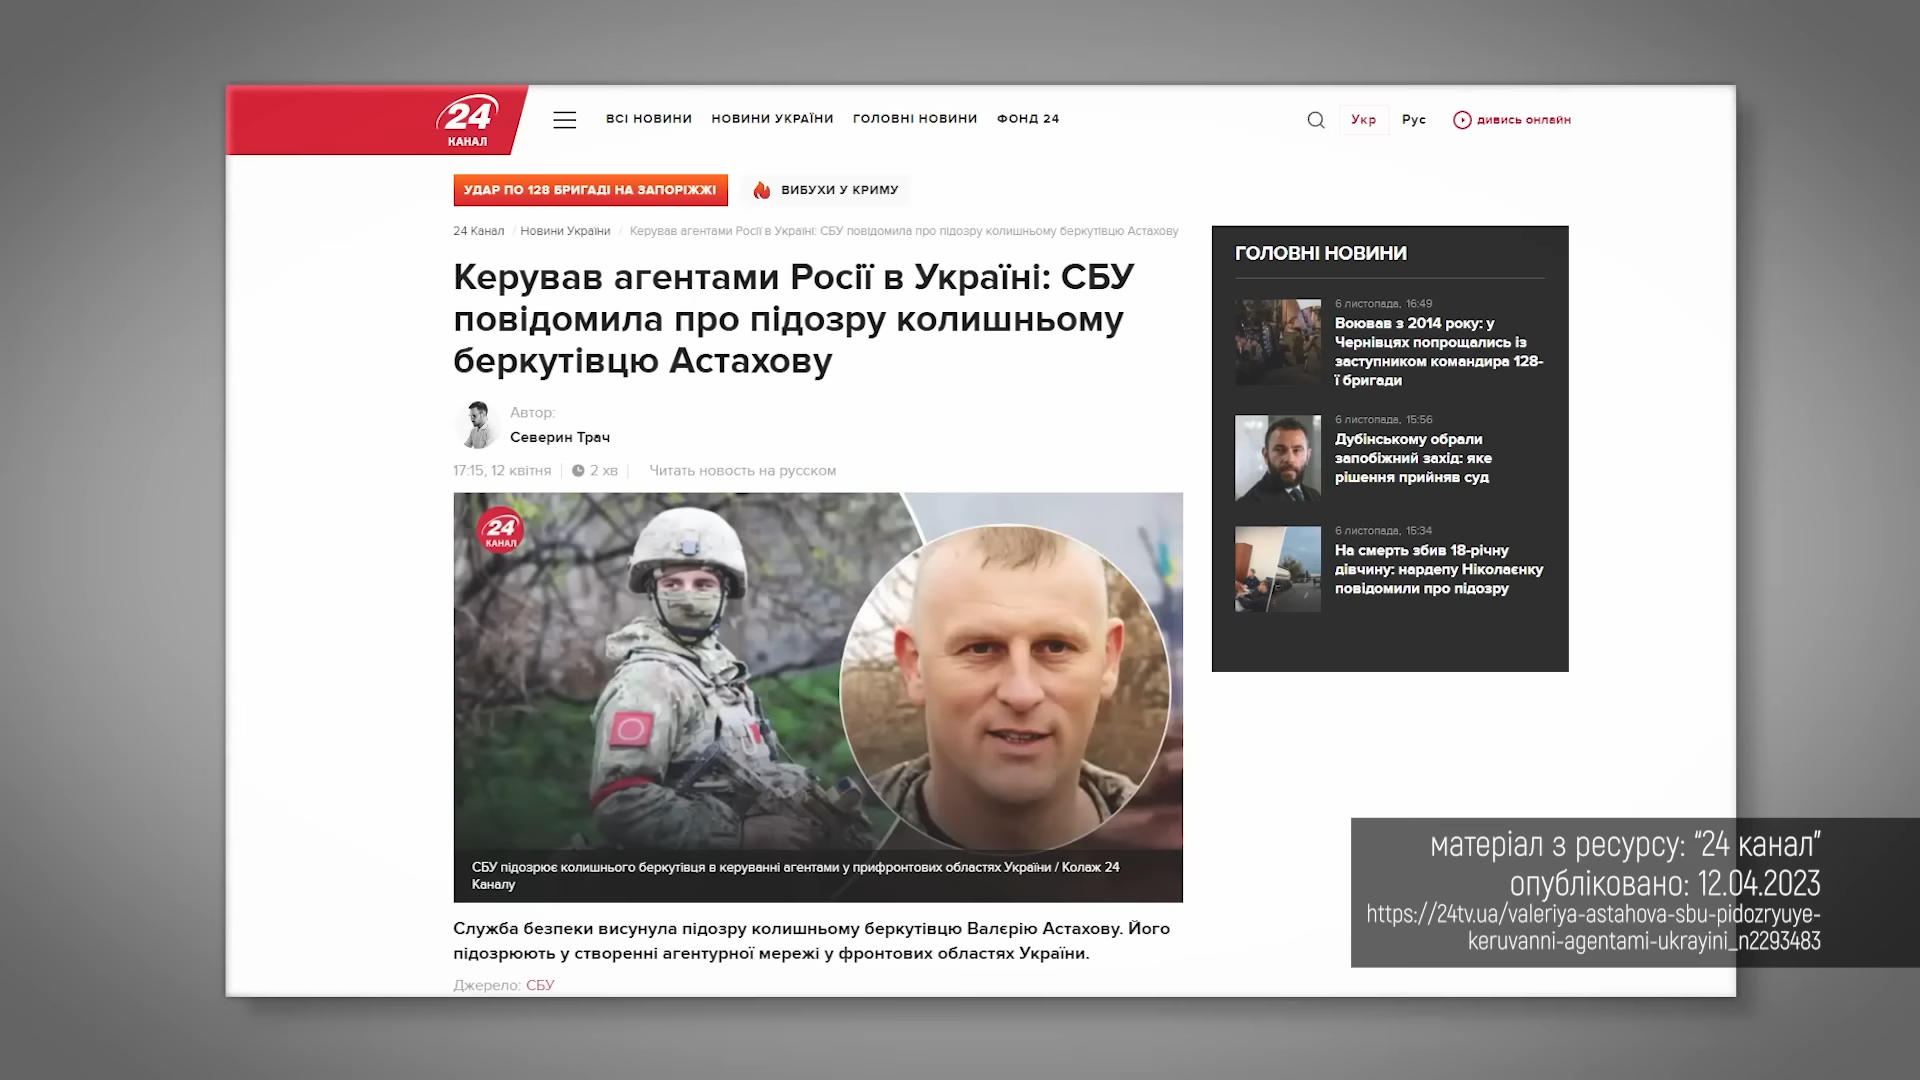 24
КАНАЛ
ВСІ НОВИНИ НОВИНИ УКРАЇНИ ГОЛОВНІ НОВИНИ ФОНД 24
Укр Рус дивись онлайн
УДАР ПО 128 БРИГАДІ НА ЗАПОРІЖЖІ ВИБУХИ У КРИМУ
24 Канал / Новини України / Керував агентами Росії в Україні: СБУ повідомила про підозру колишньому беркутівцю Астахову
Керував агентами Росії в Україні: СБУ
повідомила про підозру колишньому
беркутівцю Астахову
Автор:
Северин Трач
17:15, 12 квітня 2 хв Читать новость на русском
24
КАНАЛ
СБУ підозрює колишнього беркутівця в керуванні агентами у прифронтових областях України / Колаж 24
Каналу
Служба безпеки висунула підозру колишньому беркутівцю Валєрію Астахову. Його
підозрюють у створенні агентурної мережі у фронтових областях України.
Джерело: СБУ
ГОЛОВНІ НОВИНИ
6 листопада, 16:49
Воював з 2014 року: у
Чернівцях попрощались із
заступником командира 128-
ї бригади
6 листопада, 15:56
Дубінському обрали
запобіжний захід: яке
рішення прийняв суд
6 листопада, 15:34
На смерть збив 18-річну
дівчину: нардепу Ніколаєнку
повідомили про підозру
матеріал з ресурсу: “24 канал”
опубліковано: 12.04.2023
https://24tv.ua/valeriya-astahova-sbu-pidozryuye-
keruvanni-agentami-ukrayini_n2293483